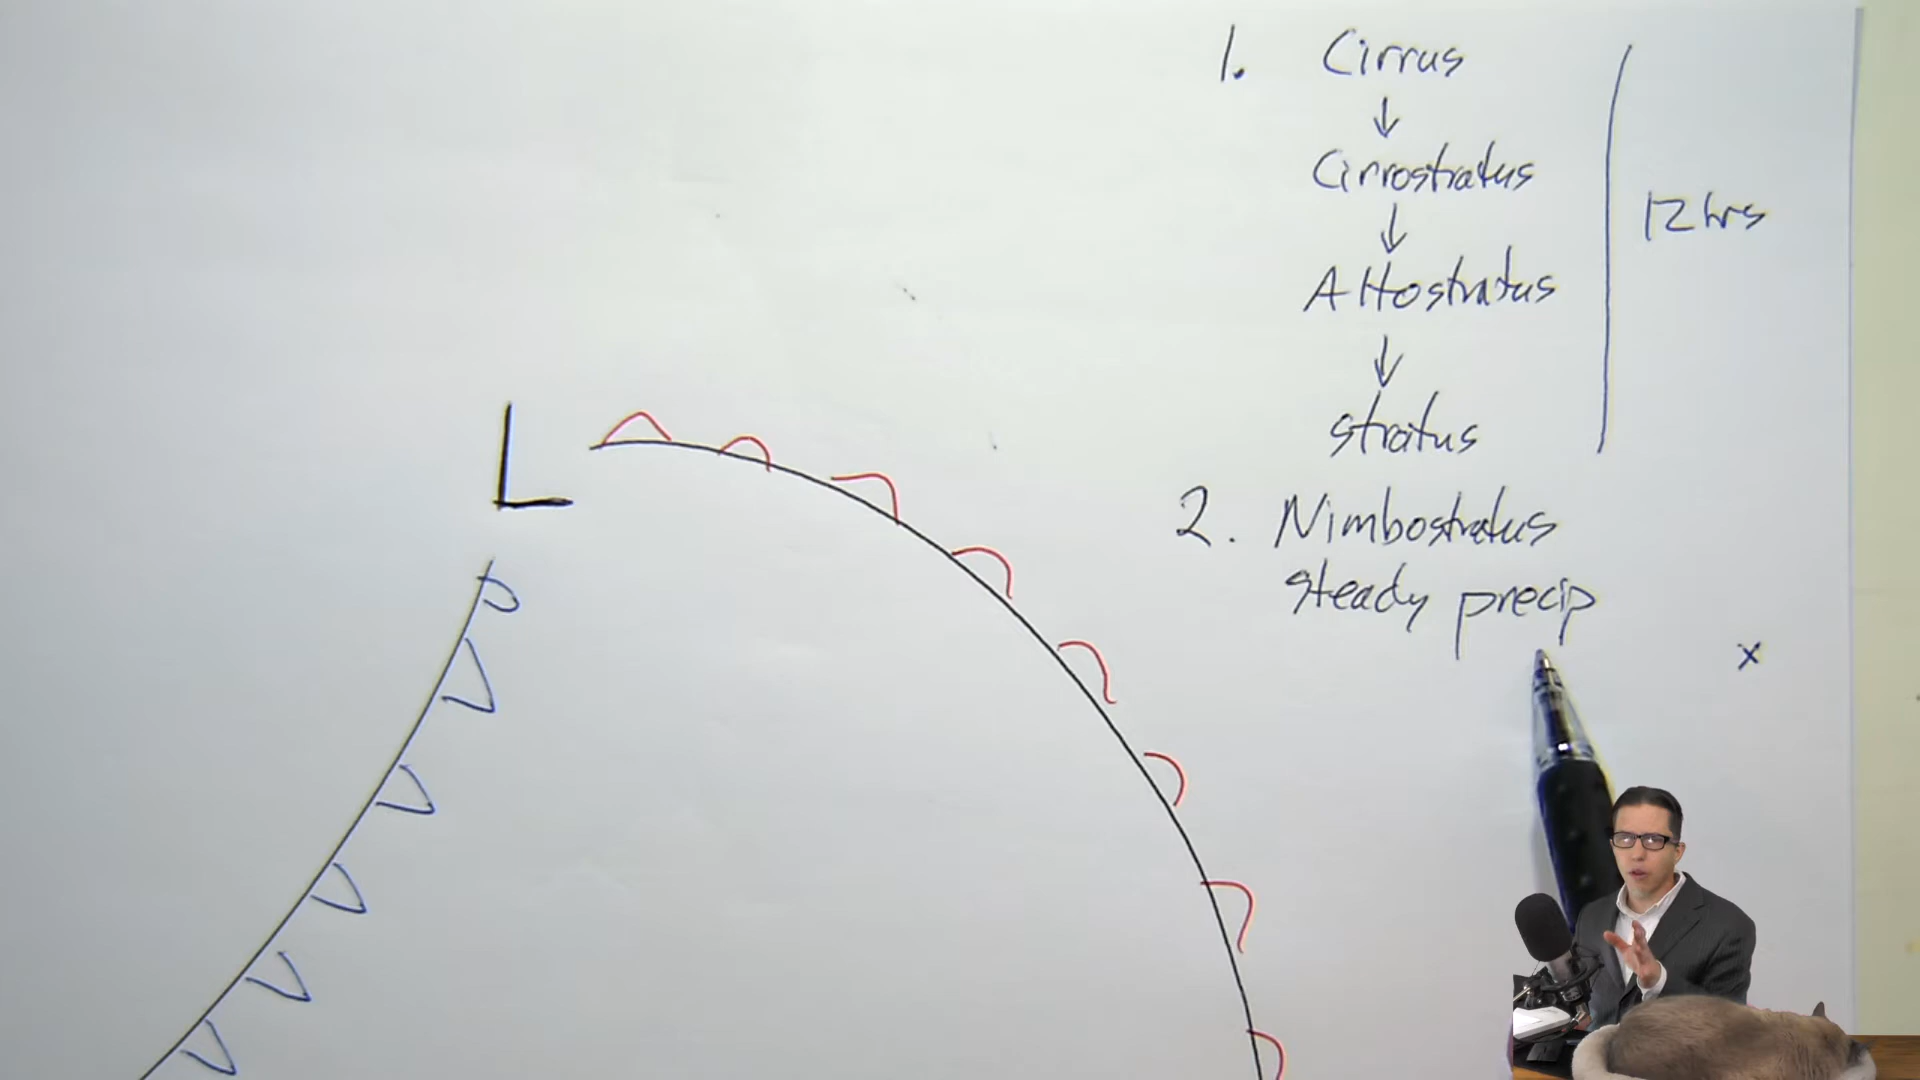 1. Cirrus
↓
Cirrostratus
↓
Altostratus
↓
stratus
12 hrs
2. Nimbostratus
steady precip
x
L